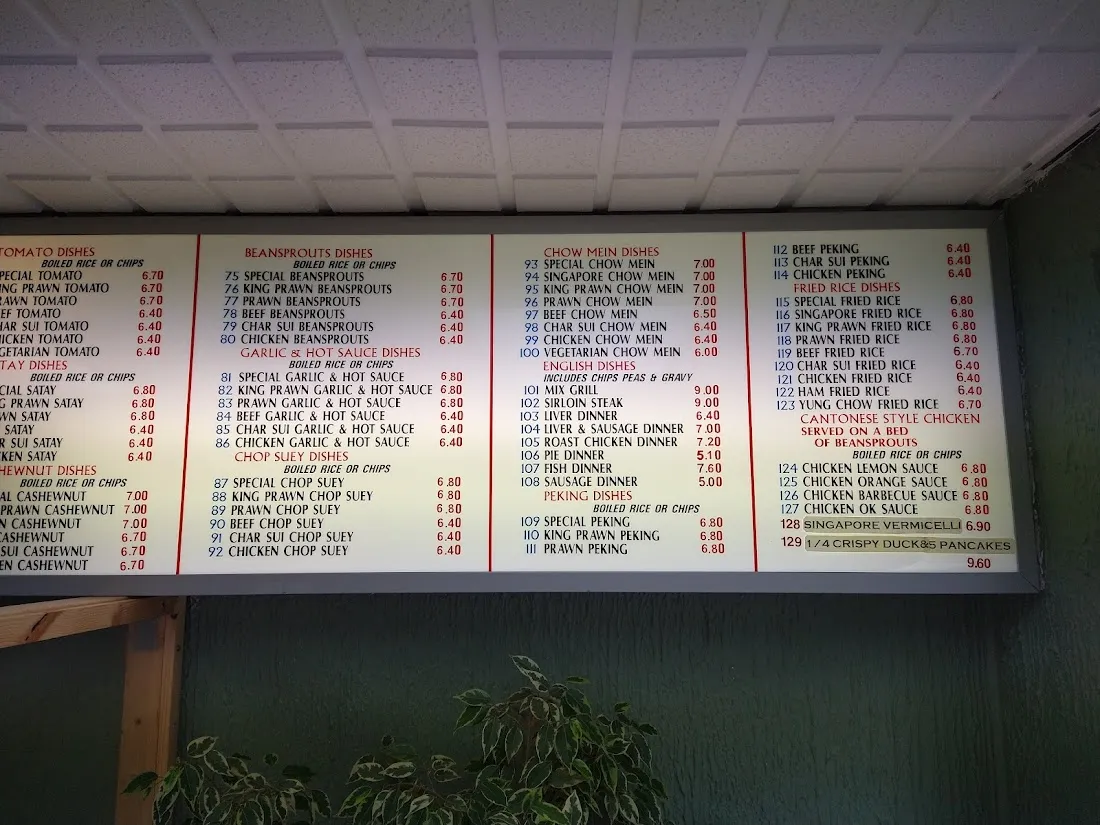 TOMATO DISHES
BOILED RICE OR CHIPS
PECIAL TOMATO 6.70
ING PRAWN TOMATO 6.70
RAWN TOMATO 6.70
EF TOMATO 6.40
HAR SUI TOMATO 6.40
HICKEN TOMATO 6.40
GETARIAN TOMATO 6.40
TAY DISHES
BOILED RICE OR CHIPS
CIAL SATAY 6.80
G PRAWN SATAY 6.80
WN SATAY 6.80
SATAY 6.40
R SUI SATAY 6.40
KEN SATAY 6.40
HEWNUT DISHES
BOILED RICE OR CHIPS
AL CASHEWNUT 7.00
PRAWN CASHEWNUT 7.00
N CASHEWNUT 7.00
CASHEWNUT 6.70
SUI CASHEWNUT 6.70
EN CASHEWNUT 6.70
BEANSPROUTS DISHES
BOILED RICE OR CHIPS
75 SPECIAL BEANSPROUTS 6.70
76 KING PRAWN BEANSPROUTS 6.70
77 PRAWN BEANSPROUTS 6.70
78 BEEF BEANSPROUTS 6.40
79 CHAR SUI BEANSPROUTS 6.40
80 CHICKEN BEANSPROUTS 6.40
GARLIC & HOT SAUCE DISHES
BOILED RICE OR CHIPS
81 SPECIAL GARLIC & HOT SAUCE 6.80
82 KING PRAWN GARLIC & HOT SAUCE 6.80
83 PRAWN GARLIC & HOT SAUCE 6.80
84 BEEF GARLIC & HOT SAUCE 6.40
85 CHAR SUI GARLIC & HOT SAUCE 6.40
86 CHICKEN GARLIC & HOT SAUCE 6.40
CHOP SUEY DISHES
BOILED RICE OR CHIPS
87 SPECIAL CHOP SUEY 6.80
88 KING PRAWN CHOP SUEY 6.80
89 PRAWN CHOP SUEY 6.80
90 BEEF CHOP SUEY 6.40
91 CHAR SUI CHOP SUEY 6.40
92 CHICKEN CHOP SUEY 6.40
CHOW MEIN DISHES
93 SPECIAL CHOW MEIN 7.00
94 SINGAPORE CHOW MEIN 7.00
95 KING PRAWN CHOW MEIN 7.00
96 PRAWN CHOW MEIN 7.00
97 BEEF CHOW MEIN 6.50
98 CHAR SUI CHOW MEIN 6.40
99 CHICKEN CHOW MEIN 6.40
100 VEGETARIAN CHOW MEIN 6.00
ENGLISH DISHES
INCLUDES CHIPS PEAS & GRAVY
101 MIX GRILL 9.00
102 SIRLOIN STEAK 9.00
103 LIVER DINNER 6.40
104 LIVER & SAUSAGE DINNER 7.00
105 ROAST CHICKEN DINNER 7.20
106 PIE DINNER 5.10
107 FISH DINNER 7.60
108 SAUSAGE DINNER 5.00
PEKING DISHES
BOILED RICE OR CHIPS
109 SPECIAL PEKING 6.80
110 KING PRAWN PEKING 6.80
111 PRAWN PEKING 6.80
112 BEEF PEKING 6.40
113 CHAR SUI PEKING 6.40
114 CHICKEN PEKING 6.40
FRIED RICE DISHES
115 SPECIAL FRIED RICE 6.80
116 SINGAPORE FRIED RICE 6.80
117 KING PRAWN FRIED RICE 6.80
118 PRAWN FRIED RICE 6.80
119 BEEF FRIED RICE 6.70
120 CHAR SUI FRIED RICE 6.40
121 CHICKEN FRIED RICE 6.40
122 HAM FRIED RICE 6.40
123 YUNG CHOW FRIED RICE 6.70
CANTONESE STYLE CHICKEN
SERVED ON A BED
OF BEANSPROUTS
BOILED RICE OR CHIPS
124 CHICKEN LEMON SAUCE 6.80
125 CHICKEN ORANGE SAUCE 6.80
126 CHICKEN BARBECUE SAUCE 6.80
127 CHICKEN OK SAUCE 6.80
128 SINGAPORE VERMICELLI 6.90
129 1/4 CRISPY DUCK&5 PANCAKES
9.60